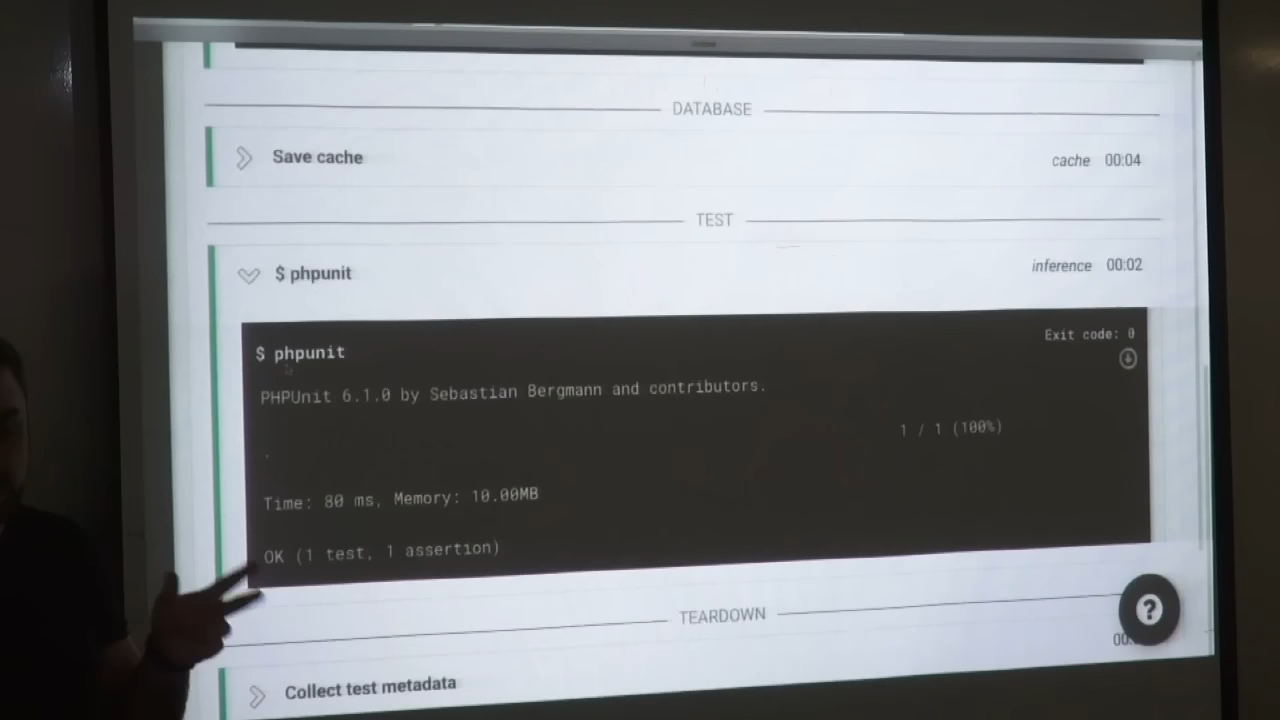 DATABASE
Save cache
cache 00:04
TEST
$ phpunit
inference 00:02
$ phpunit
Exit code: 0
PHPUnit 6.1.0 by Sebastian Bergmann and contributors.
.
1 / 1 (100%)
Time: 80 ms, Memory: 10.00MB
OK (1 test, 1 assertion)
TEARDOWN
?
Collect test metadata